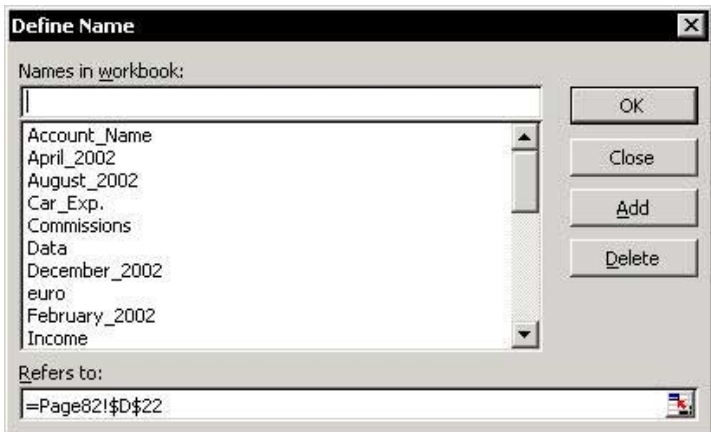 Define Name
Names in workbook:
OK
Account_Name
April_2002
Close
August_2002
Car_Exp.
Commissions
Add
Data
December_2002
Delete
euro
February_2002
Income
Refers to:
=Page82!$D$22